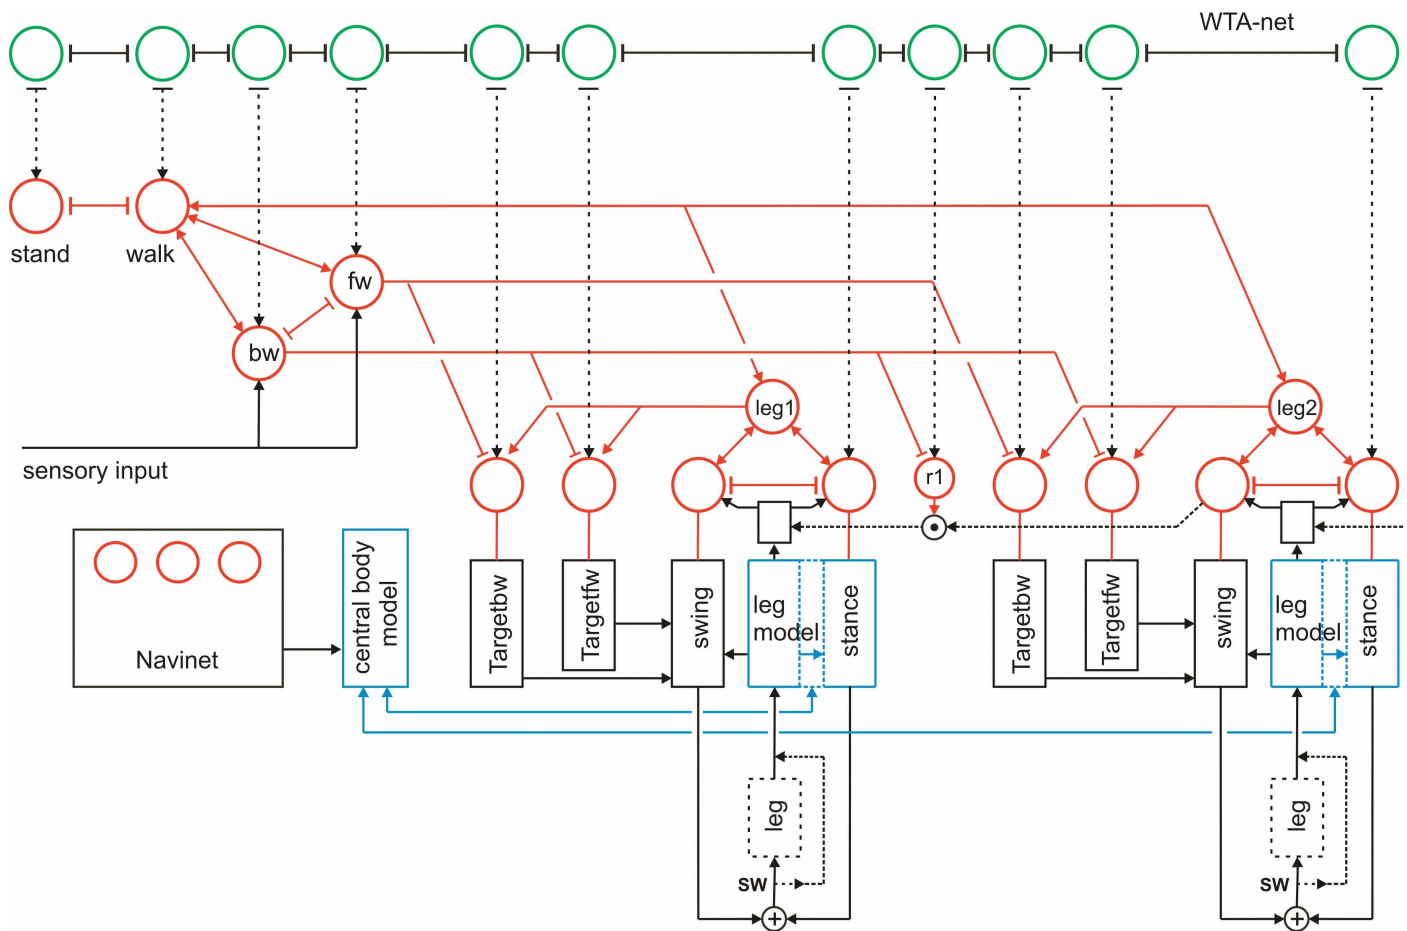 WTA-net
stand
walk
fw
bw
leg1
leg2
sensory input
r1
Navinet
central body
model
Targetbw
Targetfw
swing
leg
model
stance
Targetbw
Targetfw
swing
leg
model
stance
leg
sw
leg
sw